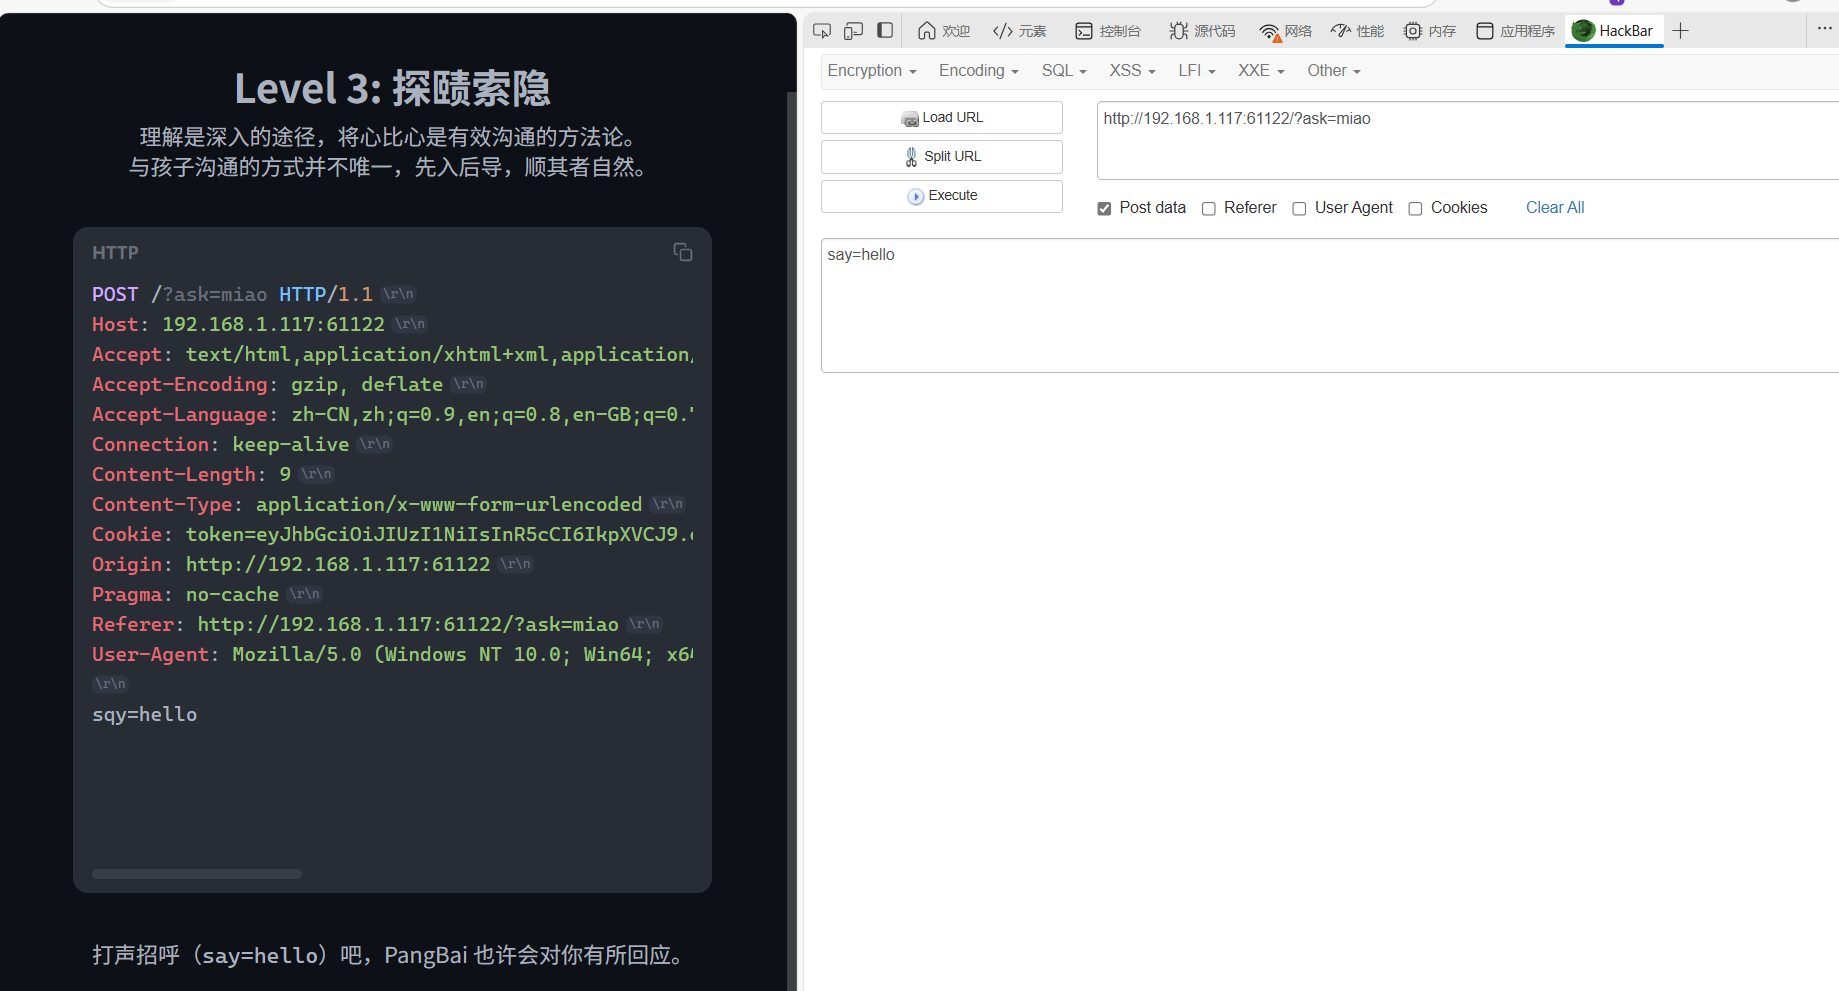 Level 3: 探赜索隐
理解是深入的途径，将心比心是有效沟通的方法论。
与孩子沟通的方式并不唯一，先入后导，顺其者自然。
HTTP
POST /?ask=miao HTTP/1.1 \r\n
Host: 192.168.1.117:61122 \r\n
Accept: text/html,application/xhtml+xml,application/
Accept-Encoding: gzip, deflate \r\n
Accept-Language: zh-CN,zh;q=0.9,en;q=0.8,en-GB;q=0.
Connection: keep-alive \r\n
Content-Length: 9 \r\n
Content-Type: application/x-www-form-urlencoded \r\n
Cookie: token=eyJhbGciOiJIUzI1NiIsInR5cCI6IkpXVCJ9.
Origin: http://192.168.1.117:61122 \r\n
Pragma: no-cache \r\n
Referer: http://192.168.1.117:61122/?ask=miao \r\n
User-Agent: Mozilla/5.0 (Windows NT 10.0; Win64; x64
\r\n
sqy=hello
打声招呼（say=hello）吧，PangBai 也许会对你有所回应。
欢迎 元素 控制台 源代码 网络 性能 内存 应用程序 HackBar
Encryption Encoding SQL XSS LFI XXE Other
Load URL
Split URL
Execute
http://192.168.1.117:61122/?ask=miao
Post data Referer User Agent Cookies Clear All
say=hello